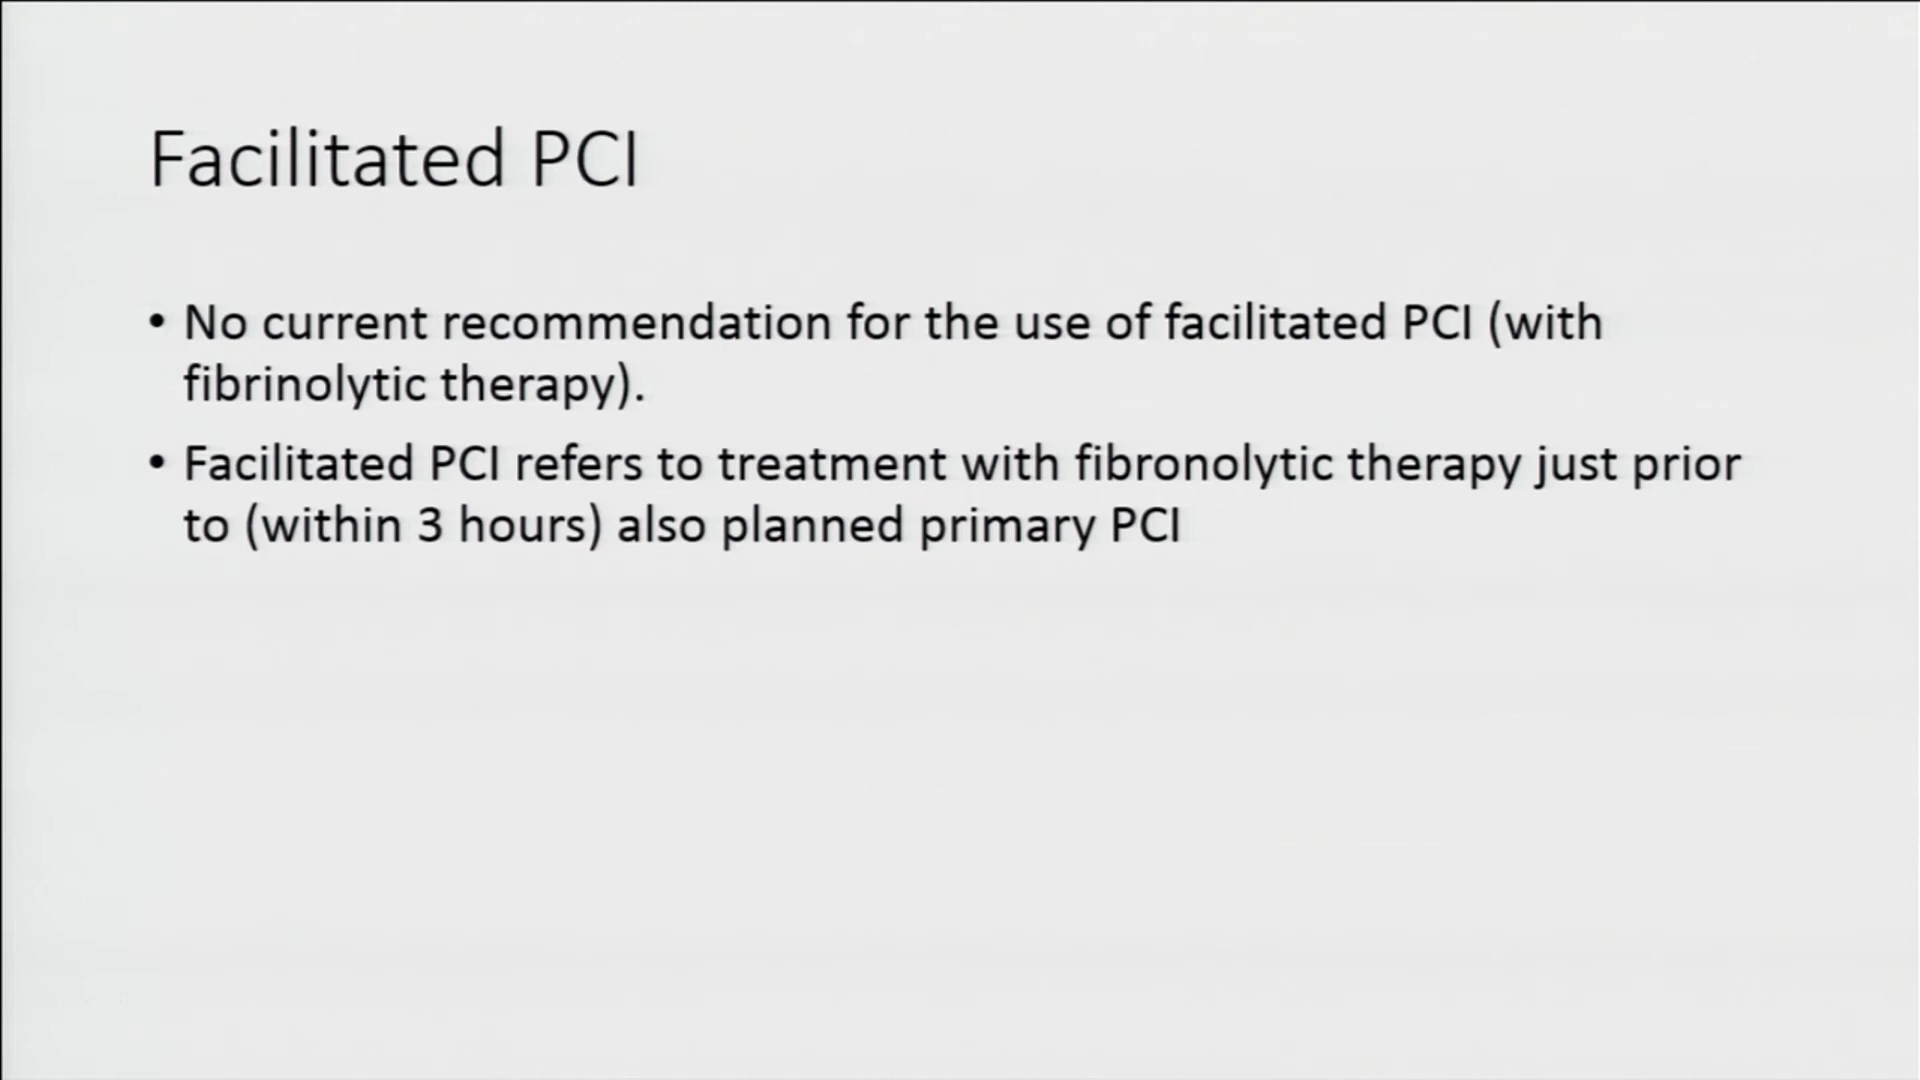 Facilitated PCI
• No current recommendation for the use of facilitated PCI (with
fibrinolytic therapy).
• Facilitated PCI refers to treatment with fibronolytic therapy just prior
to (within 3 hours) also planned primary PCI